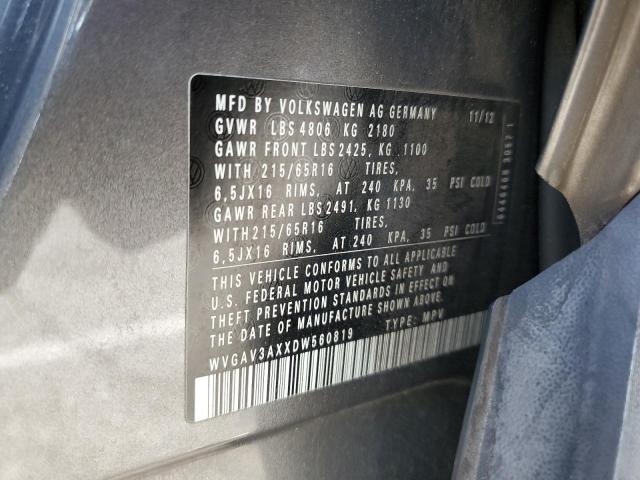 MFD BY VOLKSWAGEN AG GERMANY 11/12
GVWR LBS 4806 KG 2180
GAWR FRONT LBS 2425, KG 1100
WITH 215/65R16 TIRES,
6,5JX16 RIMS, AT 240 KPA, 35 PSI COLD
GAWR REAR LBS 2491, KG 1130
WITH 215/65R16 TIRES,
6,5JX16 RIMS, AT 240 KPA, 35 PSI COLD
THIS VEHICLE CONFORMS TO ALL APPLICABLE
U.S. FEDERAL MOTOR VEHICLE SAFETY AND
THEFT PREVENTION STANDARDS IN EFFECT ON
THE DATE OF MANUFACTURE SHOWN ABOVE.
WVGAV3AXXDW560819 TYPE: MPV